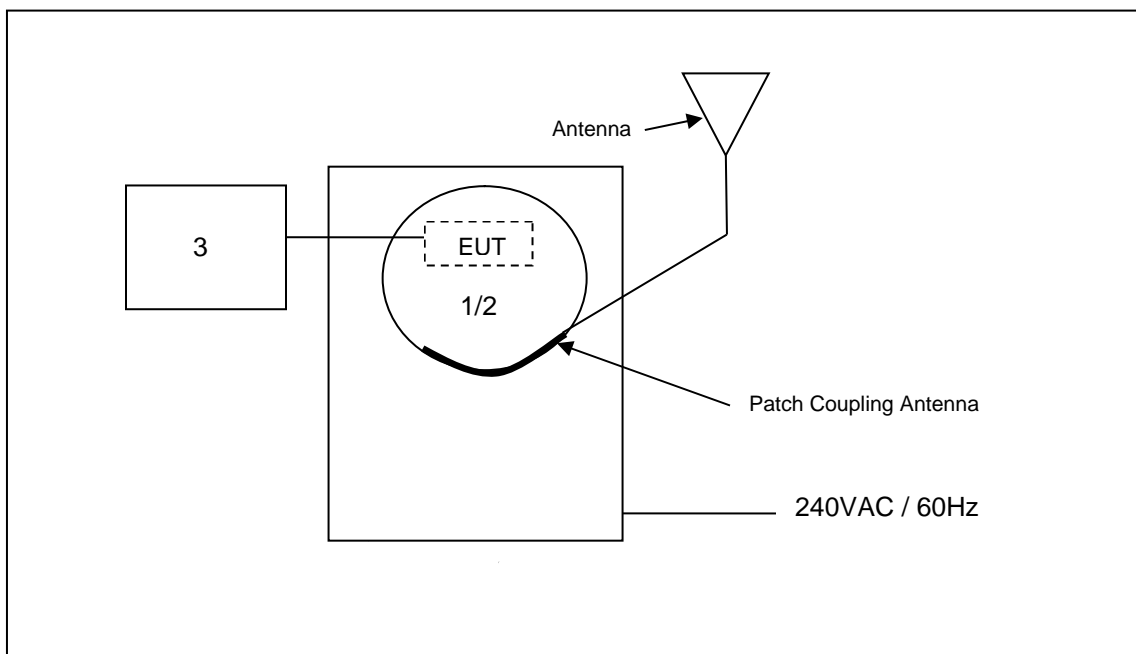 Antenna
3
EUT
1/2
Patch Coupling Antenna
240VAC / 60Hz